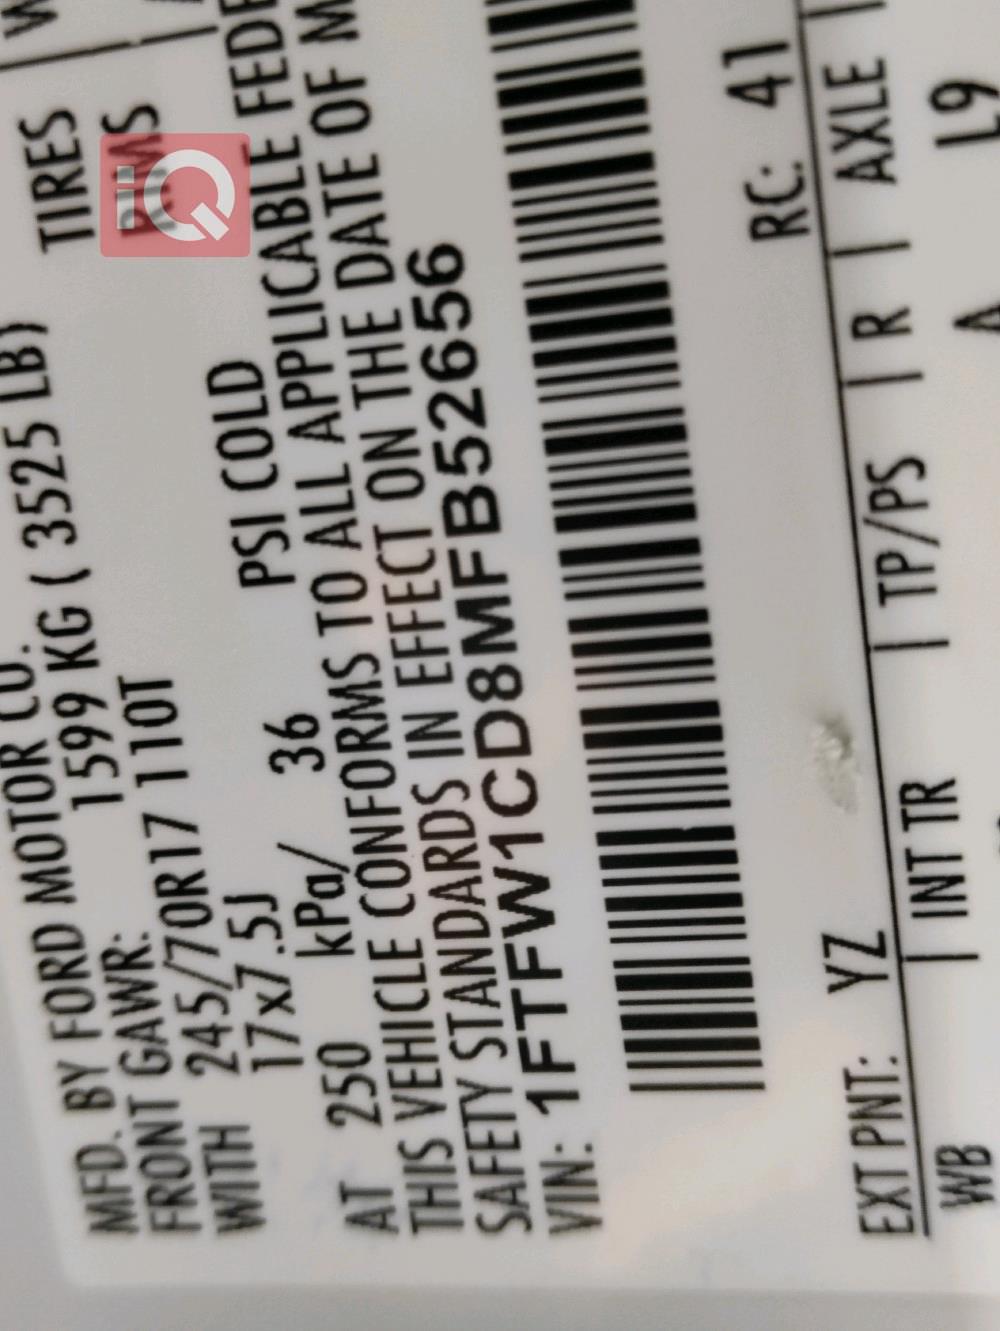 MFD. BY FORD MOTOR CO.
FRONT GAWR: 1599 KG ( 3525 LB)
WITH 245/70R17 110T TIRES
17x7.5J RIMS
AT 250 kPa/ 36 PSI COLD
THIS VEHICLE CONFORMS TO ALL APPLICABLE
SAFETY STANDARDS IN EFFECT ON THE DATE OF
VIN: 1FTFW1CD8MFB52656
EXT PNT: YZ RC: 41
WB | INT TR | TP/PS | R | AXLE |
A L9
iQ